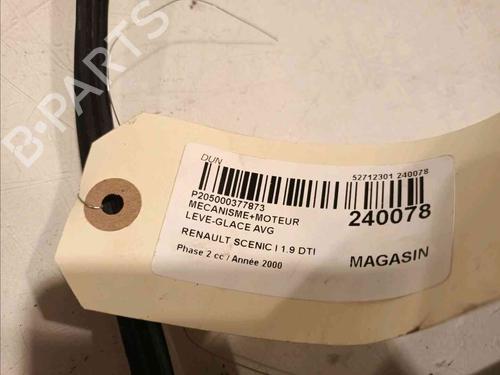 B-PARTS
DUN
52712301 240078
P205000377873
MECANISME+MOTEUR
LEVE-GLACE AVG
240078
RENAULT SCENIC I 1.9 DTI
Phase 2 cc / Année 2000
MAGASIN